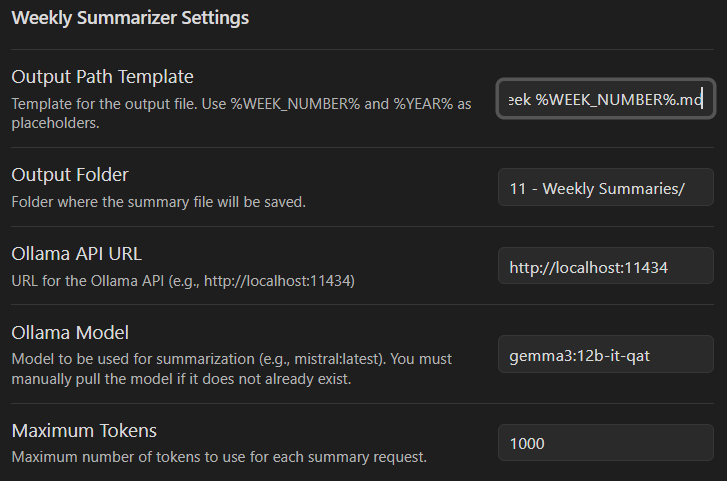 Weekly Summarizer Settings
Output Path Template
Template for the output file. Use %WEEK_NUMBER% and %YEAR% as
placeholders.
%WEEK_NUMBER%.md
Output Folder
Folder where the summary file will be saved.
11 - Weekly Summaries/
Ollama API URL
URL for the Ollama API (e.g., http://localhost:11434)
http://localhost:11434
Ollama Model
Model to be used for summarization (e.g., mistral:latest). You must
manually pull the model if it does not already exist.
gemma3:12b-it-qat
Maximum Tokens
Maximum number of tokens to use for each summary request.
1000